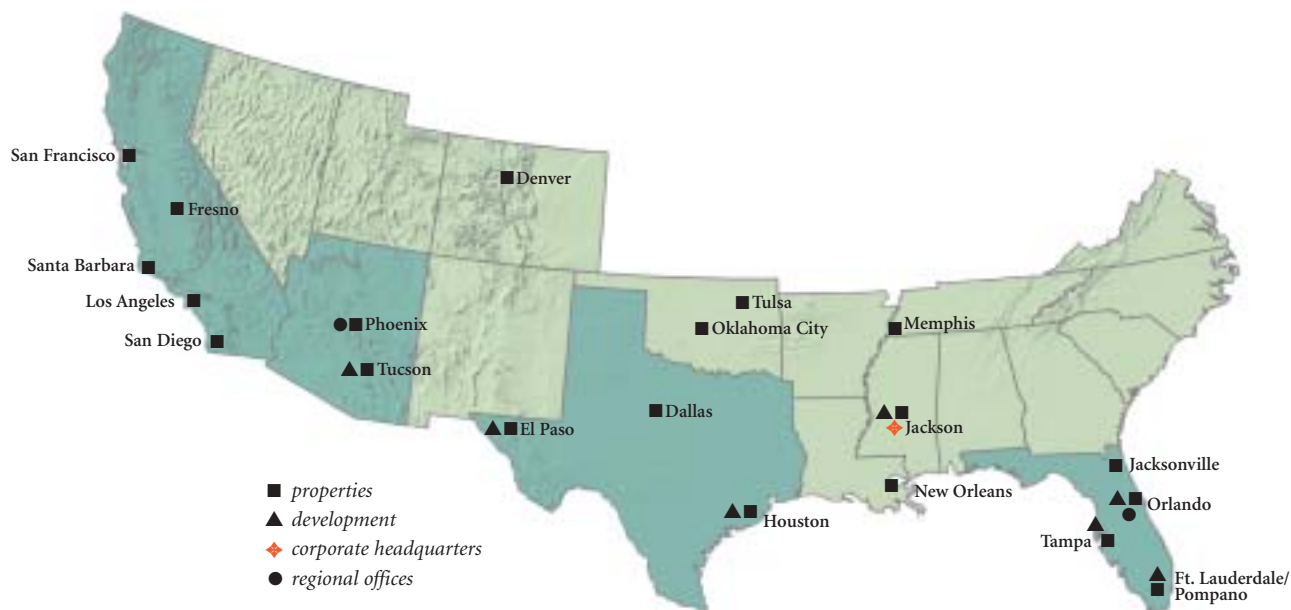 San Francisco
Denver
Fresno
Santa Barbara
Los Angeles
Tulsa
Phoenix
Oklahoma City
Memphis
San Diego
Tucson
Dallas
El Paso
Jackson
Jacksonville
properties
New Orleans
Orlando
development
Houston
Tampa
corporate headquarters
regional offices
Ft. Lauderdale/
Pompano